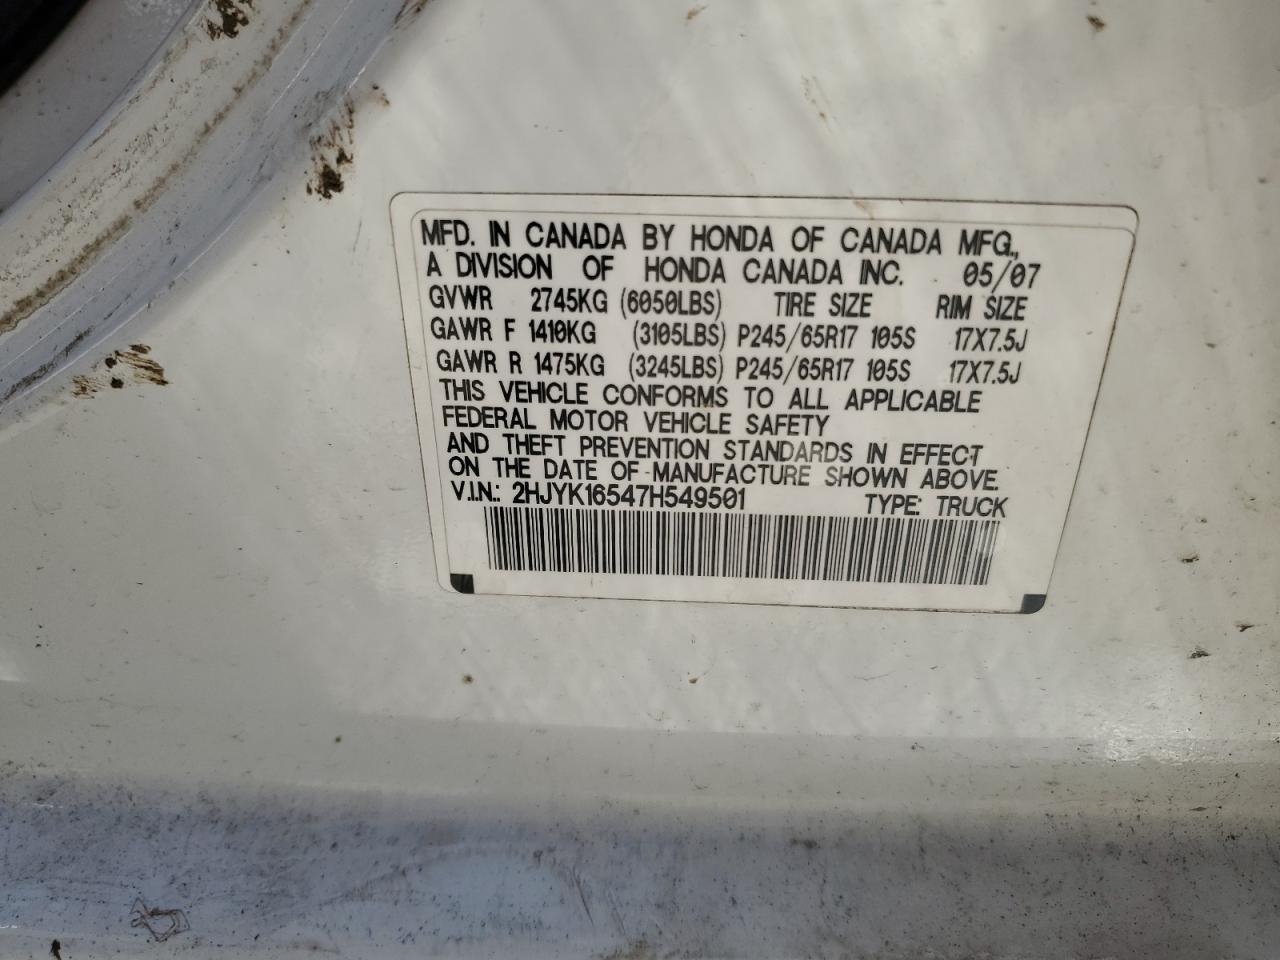 MFD. IN CANADA BY HONDA OF CANADA MFG.,
A DIVISION OF HONDA CANADA INC. 05/07
GVWR 2745KG (6050LBS) TIRE SIZE RIM SIZE
GAWR F 1410KG (3105LBS) P245/65R17 105S 17X7.5J
GAWR R 1475KG (3245LBS) P245/65R17 105S 17X7.5J
THIS VEHICLE CONFORMS TO ALL APPLICABLE
FEDERAL MOTOR VEHICLE SAFETY
AND THEFT PREVENTION STANDARDS IN EFFECT
ON THE DATE OF MANUFACTURE SHOWN ABOVE.
V.I.N.: 2HJYK16547H549501 TYPE: TRUCK